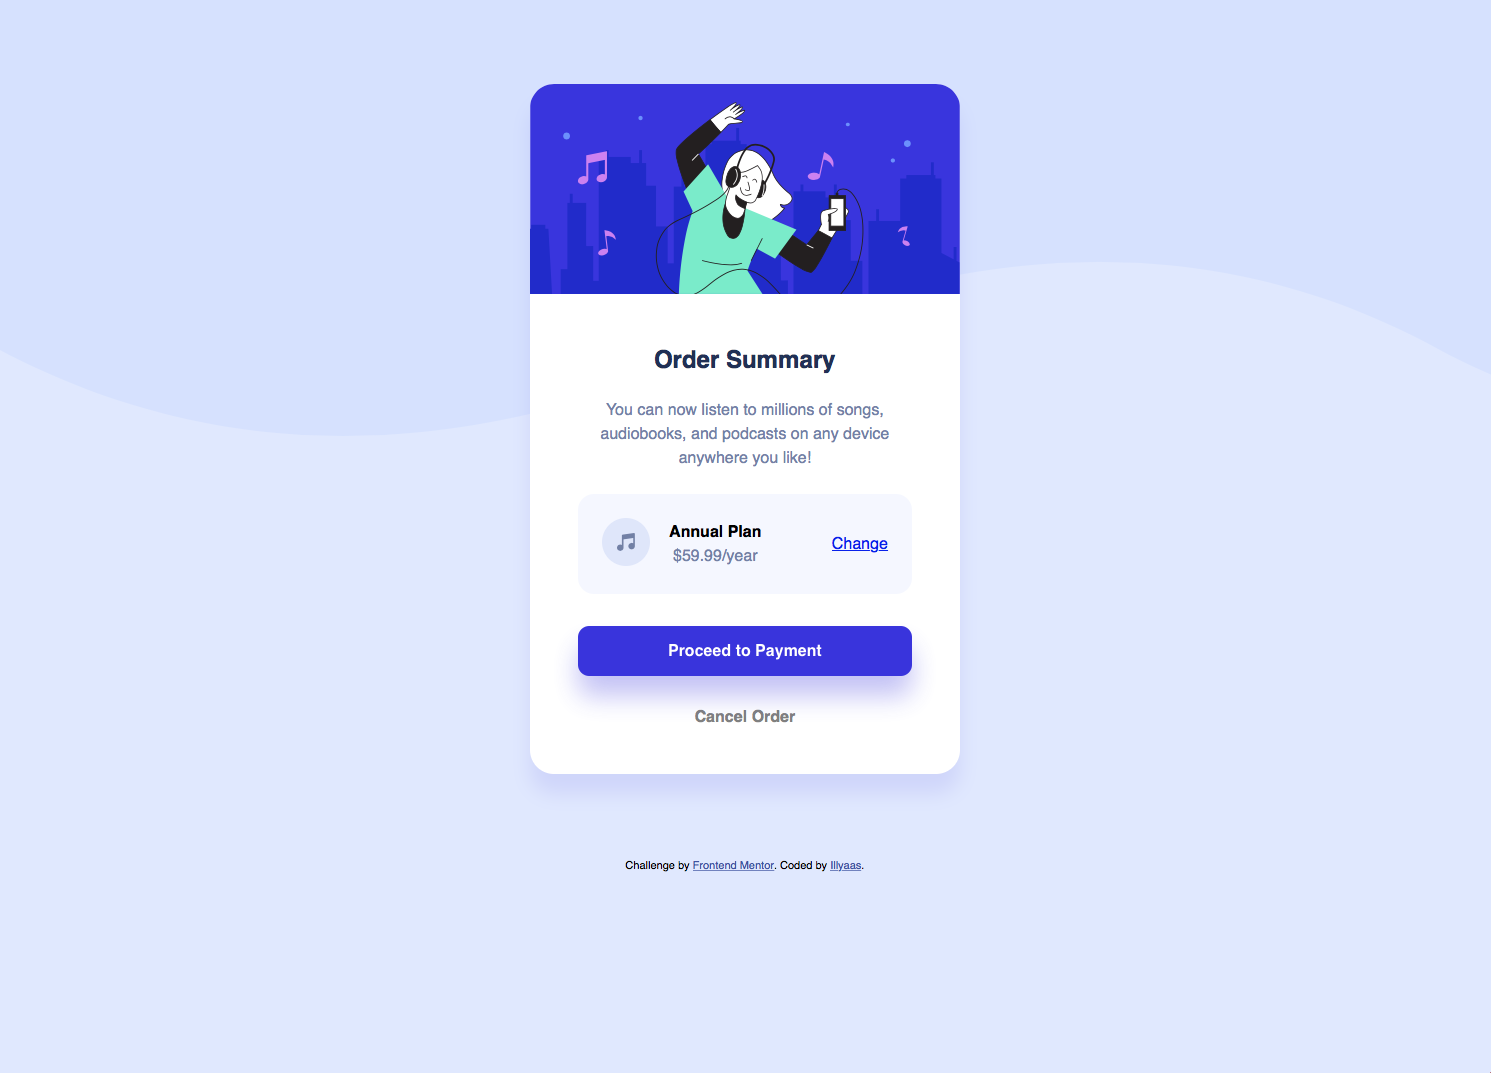 Order Summary
You can now listen to millions of songs,
audiobooks, and podcasts on any device
anywhere you like!
Annual Plan
$59.99/year
Change
Proceed to Payment
Cancel Order
Challenge by Frontend Mentor. Coded by Illyaas.